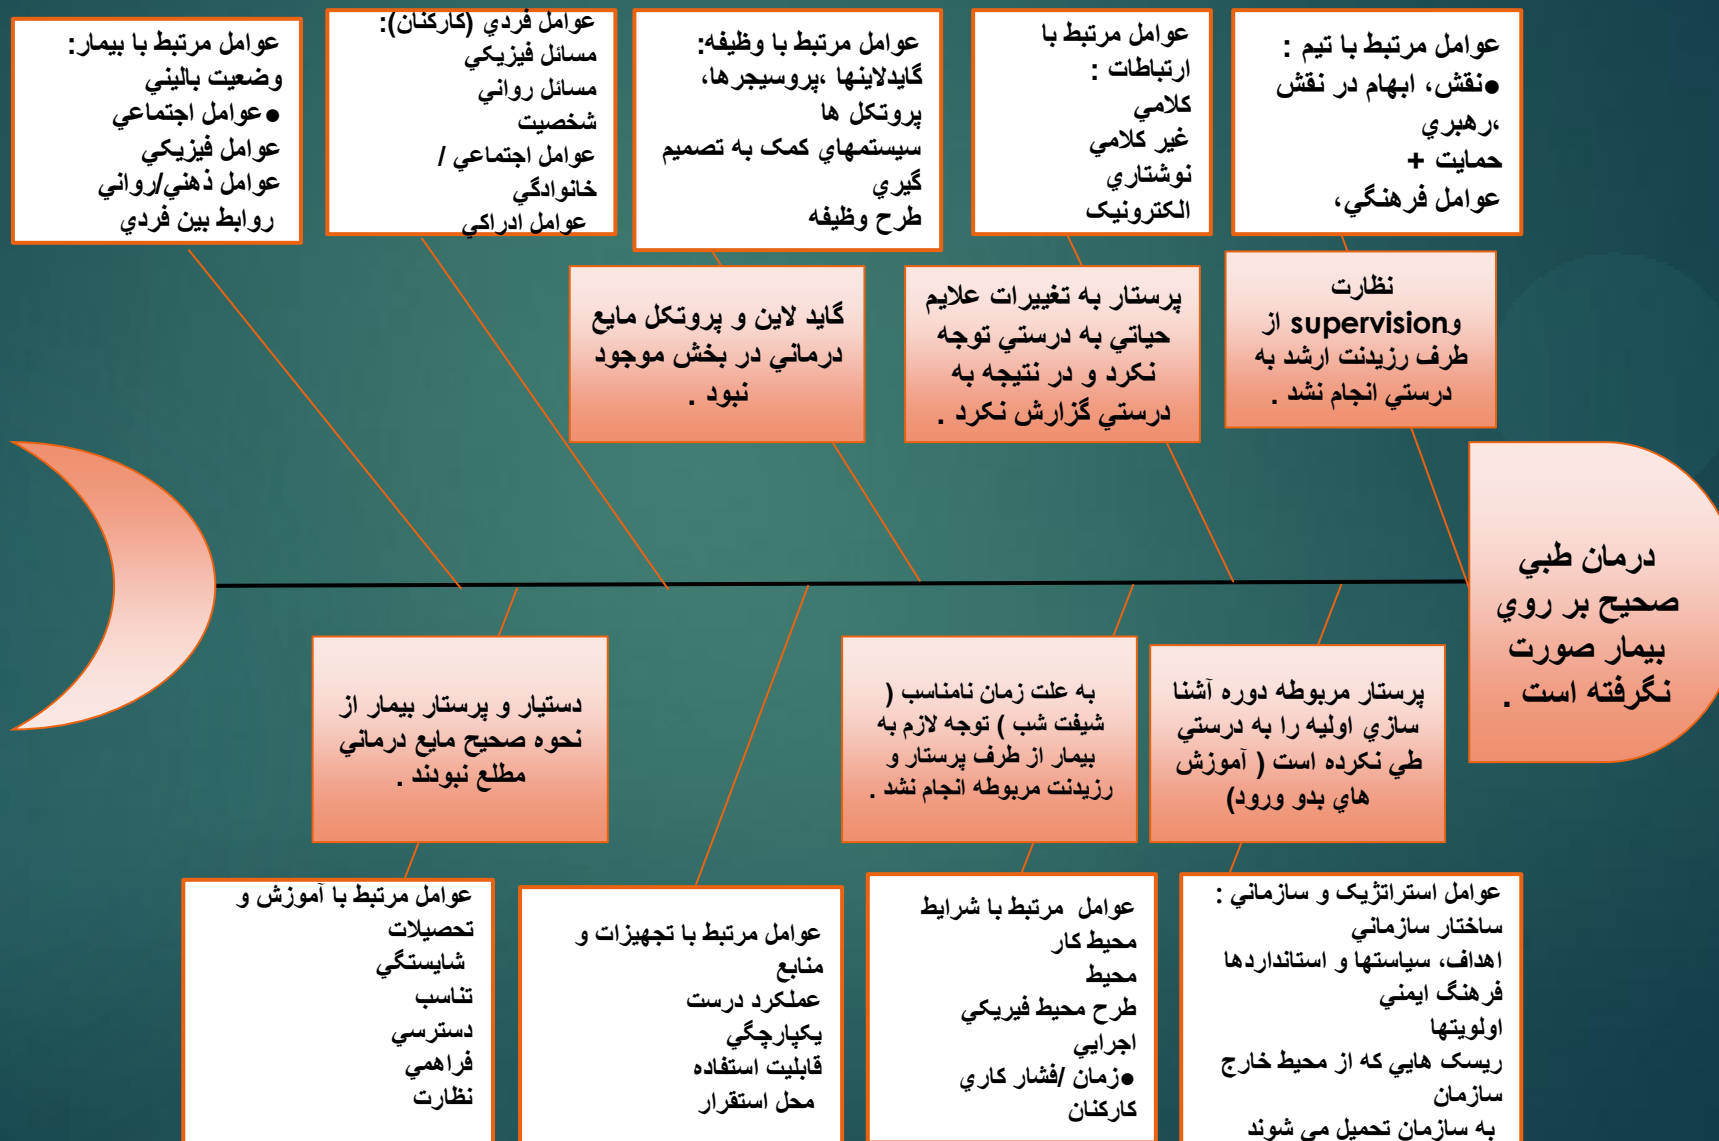 عوامل مرتبط با تيم :
●نقش، ابهام در نقش
،رهبري
حمايت +
عوامل فرهنگي،
عوامل مرتبط با
ارتباطات :
كلامي
غير كلامي
نوشتاري
الكترونيک
عوامل مرتبط با وظيفه:
گايدلاينها ،پروسيجرها،
پروتكل ها
سيستمهاي كمک به تصميم
گيري
طرح وظيفه
عوامل فردي (كاركنان):
مسائل فيزيكي
مسائل رواني
شخصيت
عوامل اجتماعي /
خانوادگي
عوامل ادراكي
عوامل مرتبط با بيمار:
وضعيت باليني
●عوامل اجتماعي
عوامل فيزيكي
عوامل ذهني/رواني
روابط بين فردي
نظارت
وsupervision از
طرف رزيدنت ارشد به
درستي انجام نشد .
پرستار به تغييرات علايم
حياتي به درستي توجه
نكرد و در نتيجه به
درستي گزارش نكرد .
گايد لاين و پروتكل مايع
درماني در بخش موجود
نبود .
درمان طبي
صحيح بر روي
بيمار صورت
نگرفته است .
پرستار مربوطه دوره آشنا
سازي اوليه را به درستي
طي نكرده است ( آموزش
هاي بدو ورود)
به علت زمان نامناسب (
شيفت شب ) توجه لازم به
بيمار از طرف پرستار و
رزيدنت مربوطه انجام نشد .
دستيار و پرستار بيمار از
نحوه صحيح مايع درماني
مطلع نبودند .
عوامل استراتژيک و سازماني :
ساختار سازماني
اهداف، سياستها و استانداردها
فرهنگ ايمني
اولويتها
ريسک هايي كه از محيط خارج
سازمان
به سازمان تحميل مي شوند
عوامل مرتبط با شرايط
محيط كار
محيط
طرح محيط فيريكي
اجرايي
●زمان /فشار كاري
كاركنان
عوامل مرتبط با تجهيزات و
منابع
عملكرد درست
يكپارچگي
قابليت استفاده
محل استقرار
عوامل مرتبط با آموزش و
تحصيلات
شايستگي
تناسب
دسترسي
فراهمي
نظارت